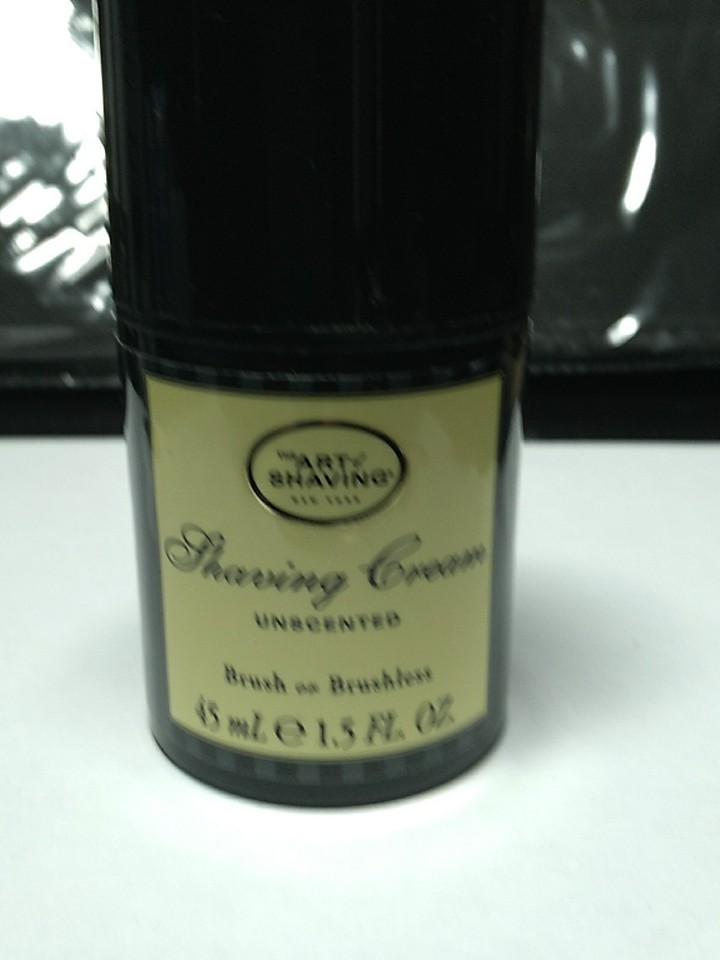 THE
ART of
SHAVING
Shaving Cream
UNSCENTED
Brush or Brushless
45 mL e 1.5 FL. OZ.